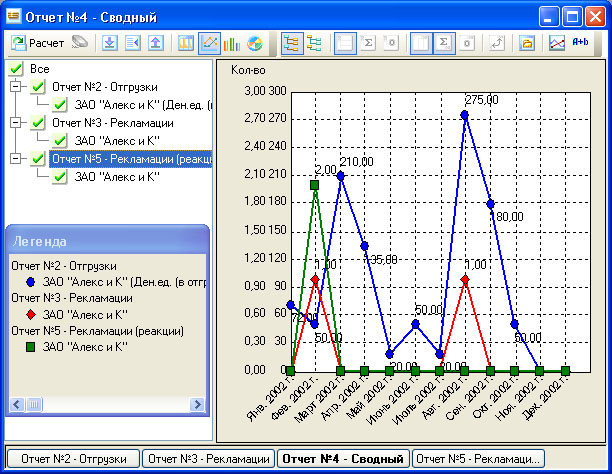 Отчет №4 - Сводный
Расчет
A+b
Все
Отчет №2 - Отгрузки
ЗАО "Алекс и К" (Ден.ед. (в
Отчет №3 - Рекламации
ЗАО "Алекс и К"
Отчет №5 - Рекламации (реакци
ЗАО "Алекс и К"
Легенда
Отчет №2 - Отгрузки
ЗАО "Алекс и К" (Ден.ед. (в отгр
Отчет №3 - Рекламации
ЗАО "Алекс и К"
Отчет №5 - Рекламации (реакции)
ЗАО "Алекс и К"
Кол-во
3,00 300
2,70 270
2,40 240
2,10 210
1,80 180
1,50 150
1,20 120
0,90 90
0,60 60
0,30 30
0,00 0
275,00
2,00
210,00
180,00
135,00
1,00
1,00
72,00
50,00
50,00
50,00
20,00
20,00
Янв. 2002 г.
Фев. 2002 г.
Март 2002 г.
Апр. 2002 г.
Май 2002 г.
Июнь 2002 г.
Июль 2002 г.
Авг. 2002 г.
Сен. 2002 г.
Окт. 2002 г.
Ноя. 2002 г.
Дек. 2002 г.
Отчет №2 - Отгрузки
Отчет №3 - Рекламации
Отчет №4 - Сводный
Отчет №5 - Рекламаци...